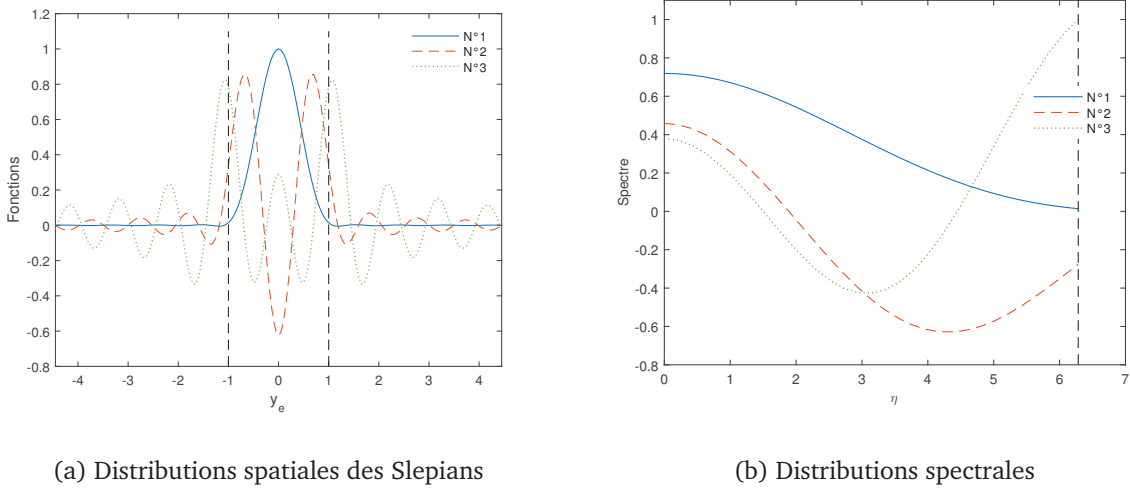 1.2
1
0.8
0.6
0.4
0.2
0
-0.2
-0.4
-0.6
-0.8
Fonctions
-4 -3 -2 -1 0 1 2 3 4
y_e
N°1
N°2
N°3
(a) Distributions spatiales des Slepians
1
0.8
0.6
0.4
0.2
0
-0.2
-0.4
-0.6
-0.8
Spectre
0 1 2 3 4 5 6 7
η
N°1
N°2
N°3
(b) Distributions spectrales